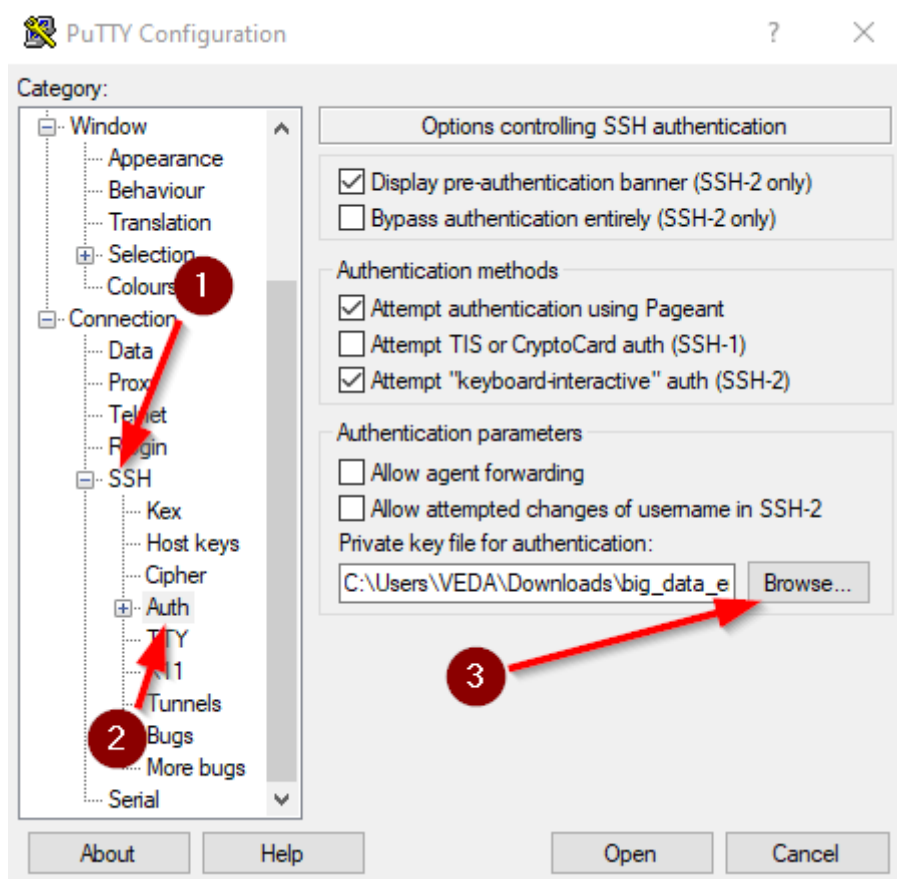 PuTTY Configuration
?
Category:
Window
Appearance
Behaviour
Translation
Selection
Colours
Connection
Data
Proxy
Telnet
SSH
Kex
Host keys
Cipher
Auth
Tunnels
Bugs
More bugs
Serial
1
2
Options controlling SSH authentication
Display pre-authentication banner (SSH-2 only)
Bypass authentication entirely (SSH-2 only)
Authentication methods
Attempt authentication using Pageant
Attempt TIS or CryptoCard auth (SSH-1)
Attempt "keyboard-interactive" auth (SSH-2)
Authentication parameters
Allow agent forwarding
Allow attempted changes of username in SSH-2
Private key file for authentication:
C:\Users\VEDA\Downloads\big_data_e Browse...
3
About Help Open Cancel